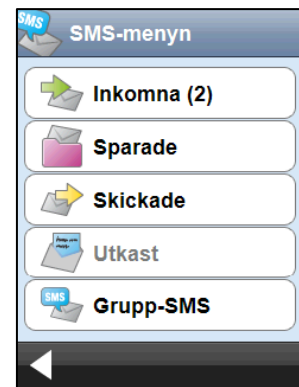 SMS
SMS-menyn
Inkomna (2)
Sparade
Skickade
Utkast
SMS
Grupp-SMS